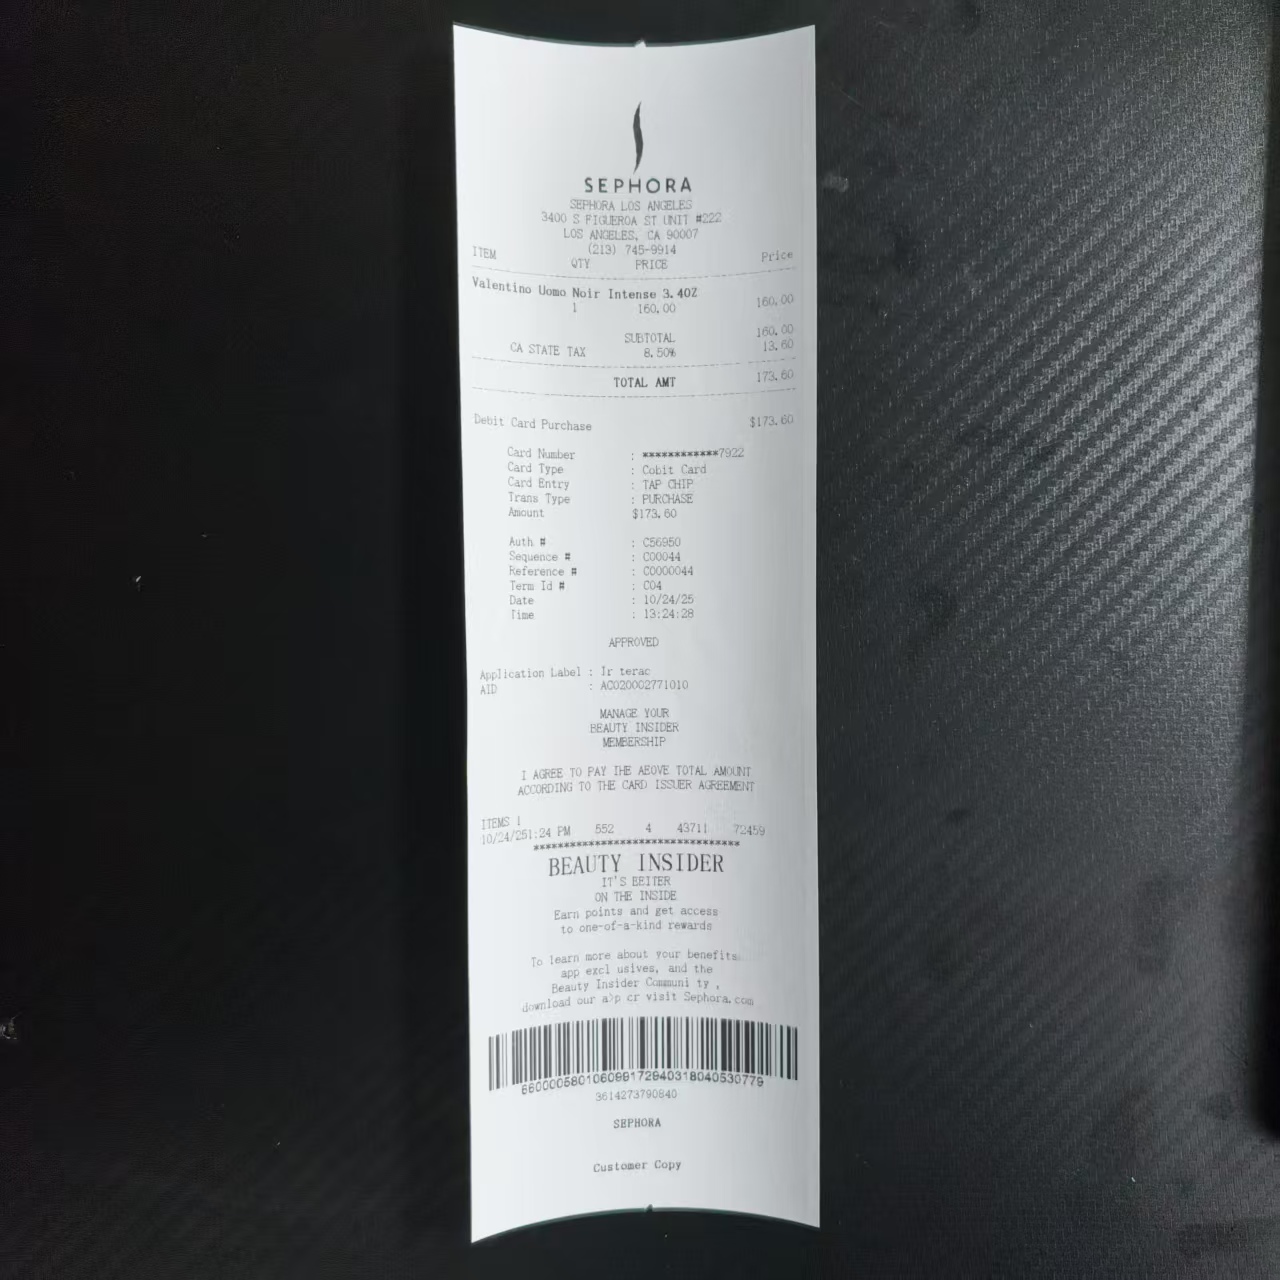 SEPHORA
SEPHORA LOS ANGELES
3400 S FIGUEROA ST UNIT #222
LOS ANGELES, CA 90007
(213) 745-9914
ITEM QTY PRICE Price
Valentino Uomo Noir Intense 3.4OZ
1 160.00 160.00
SUBTOTAL 160.00
CA STATE TAX 8.50% 13.60
TOTAL AMT 173.60
Debit Card Purchase $173.60
Card Number : ************7922
Card Type : Cobit Card
Card Entry : TAP CHIP
Trans Type : PURCHASE
Amount $173.60
Auth # : C56950
Sequence # : C00044
Reference # : C0000044
Term Id # : C04
Date : 10/24/25
Time : 13:24:28
APPROVED
Application Label : Ir terac
AID : AC020002771010
MANAGE YOUR
BEAUTY INSIDER
MEMBERSHIP
I AGREE TO PAY IHE AEOVE TOTAL AMOUNT
ACCORDING TO THE CARD ISSUER AGREEMENT
ITEMS 1
10/24/251:24 PM 552 4 43711 72459
*********************************
BEAUTY INSIDER
IT'S BEITER
ON THE INSIDE
Earn points and get access
to one-of-a-kind rewards
To learn more about your benefits
app excl usives, and the
Beauty Insider Communi ty ,
download our a>p cr visit Sephora.com
660000580106099172940318040530779
3614273790840
SEPHORA
Customer Copy